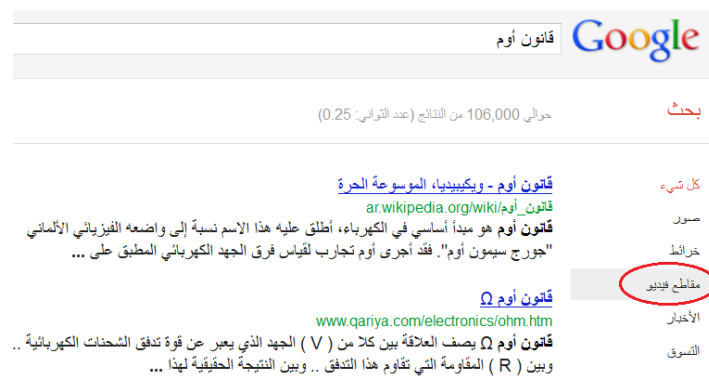 Google
قانون أوم
بحث
حوالي 106,000 من النتائج (عدد الثواني: 0.25)
كل شيء
صور
خرائط
مقاطع فيديو
الأخبار
التسوق
قانون أوم - ويكيبيديا، الموسوعة الحرة
ar.wikipedia.org/wiki/قانون_أوم
قانون أوم هو مبدأ أساسي في الكهرباء، أطلق عليه هذا الاسم نسبة إلى واضعه الفيزيائي الألماني
"جورج سيمون أوم". فقد أجرى أوم تجارب لقياس فرق الجهد الكهربائي المطبق على ...
قانون أوم Ω
www.qariya.com/electronics/ohm.htm
قانون أوم Ω يصف العلاقة بين كلا من ( V ) الجهد الذي يعبر عن قوة تدفق الشحنات الكهربائية ..
وبين ( R ) المقاومة التي تقاوم هذا التدفق .. وبين النتيجة الحقيقية لهذا ...